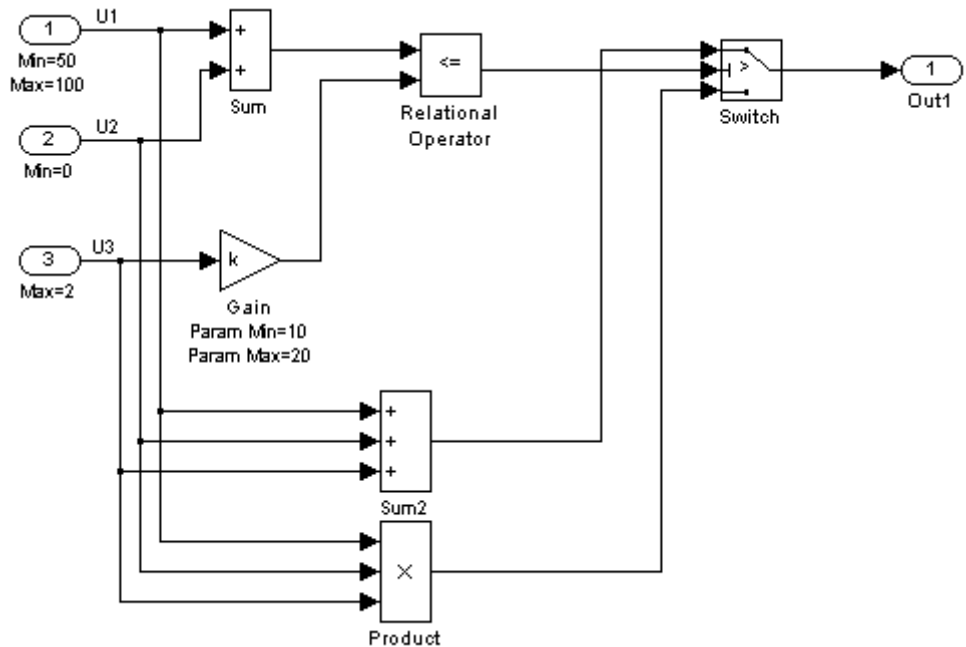 1
U1
Min=50
Max=100
+
+
Sum
<=
Relational
Operator
>
Switch
1
Out1
2
U2
Min=0
3
U3
Max=2
k
Gain
Param Min=10
Param Max=20
+
+
+
Sum2
×
Product